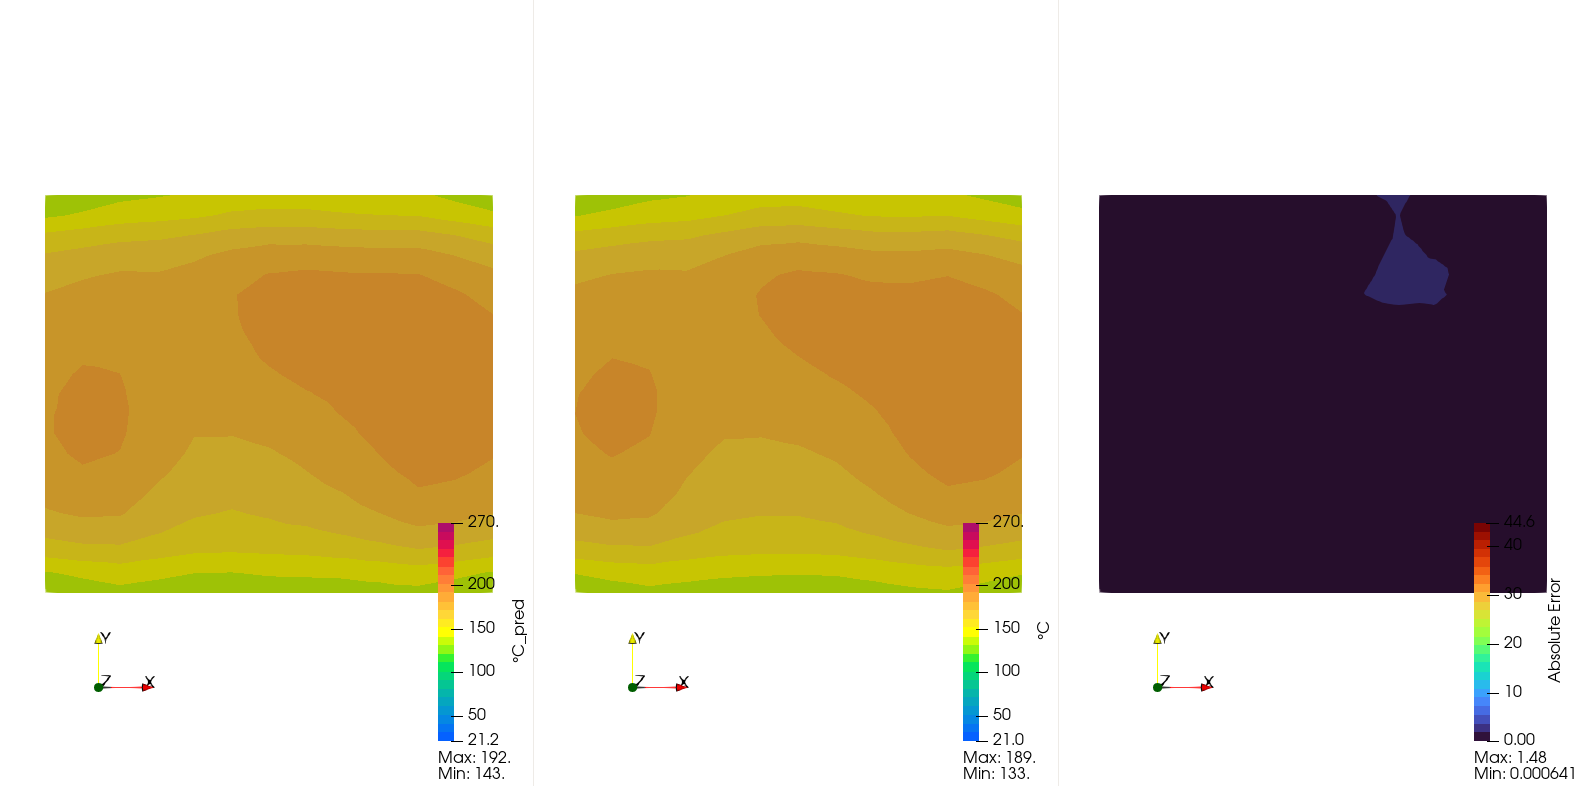 270.
200
150
100
50
21.2
°C_pred
Max: 192.
Min: 143.
Y
Z
X
270.
200
150
100
50
21.0
°C
Max: 189.
Min: 133.
Y
Z
X
44.6
40
30
20
10
0.00
Absolute Error
Max: 1.48
Min: 0.000641
Y
Z
X